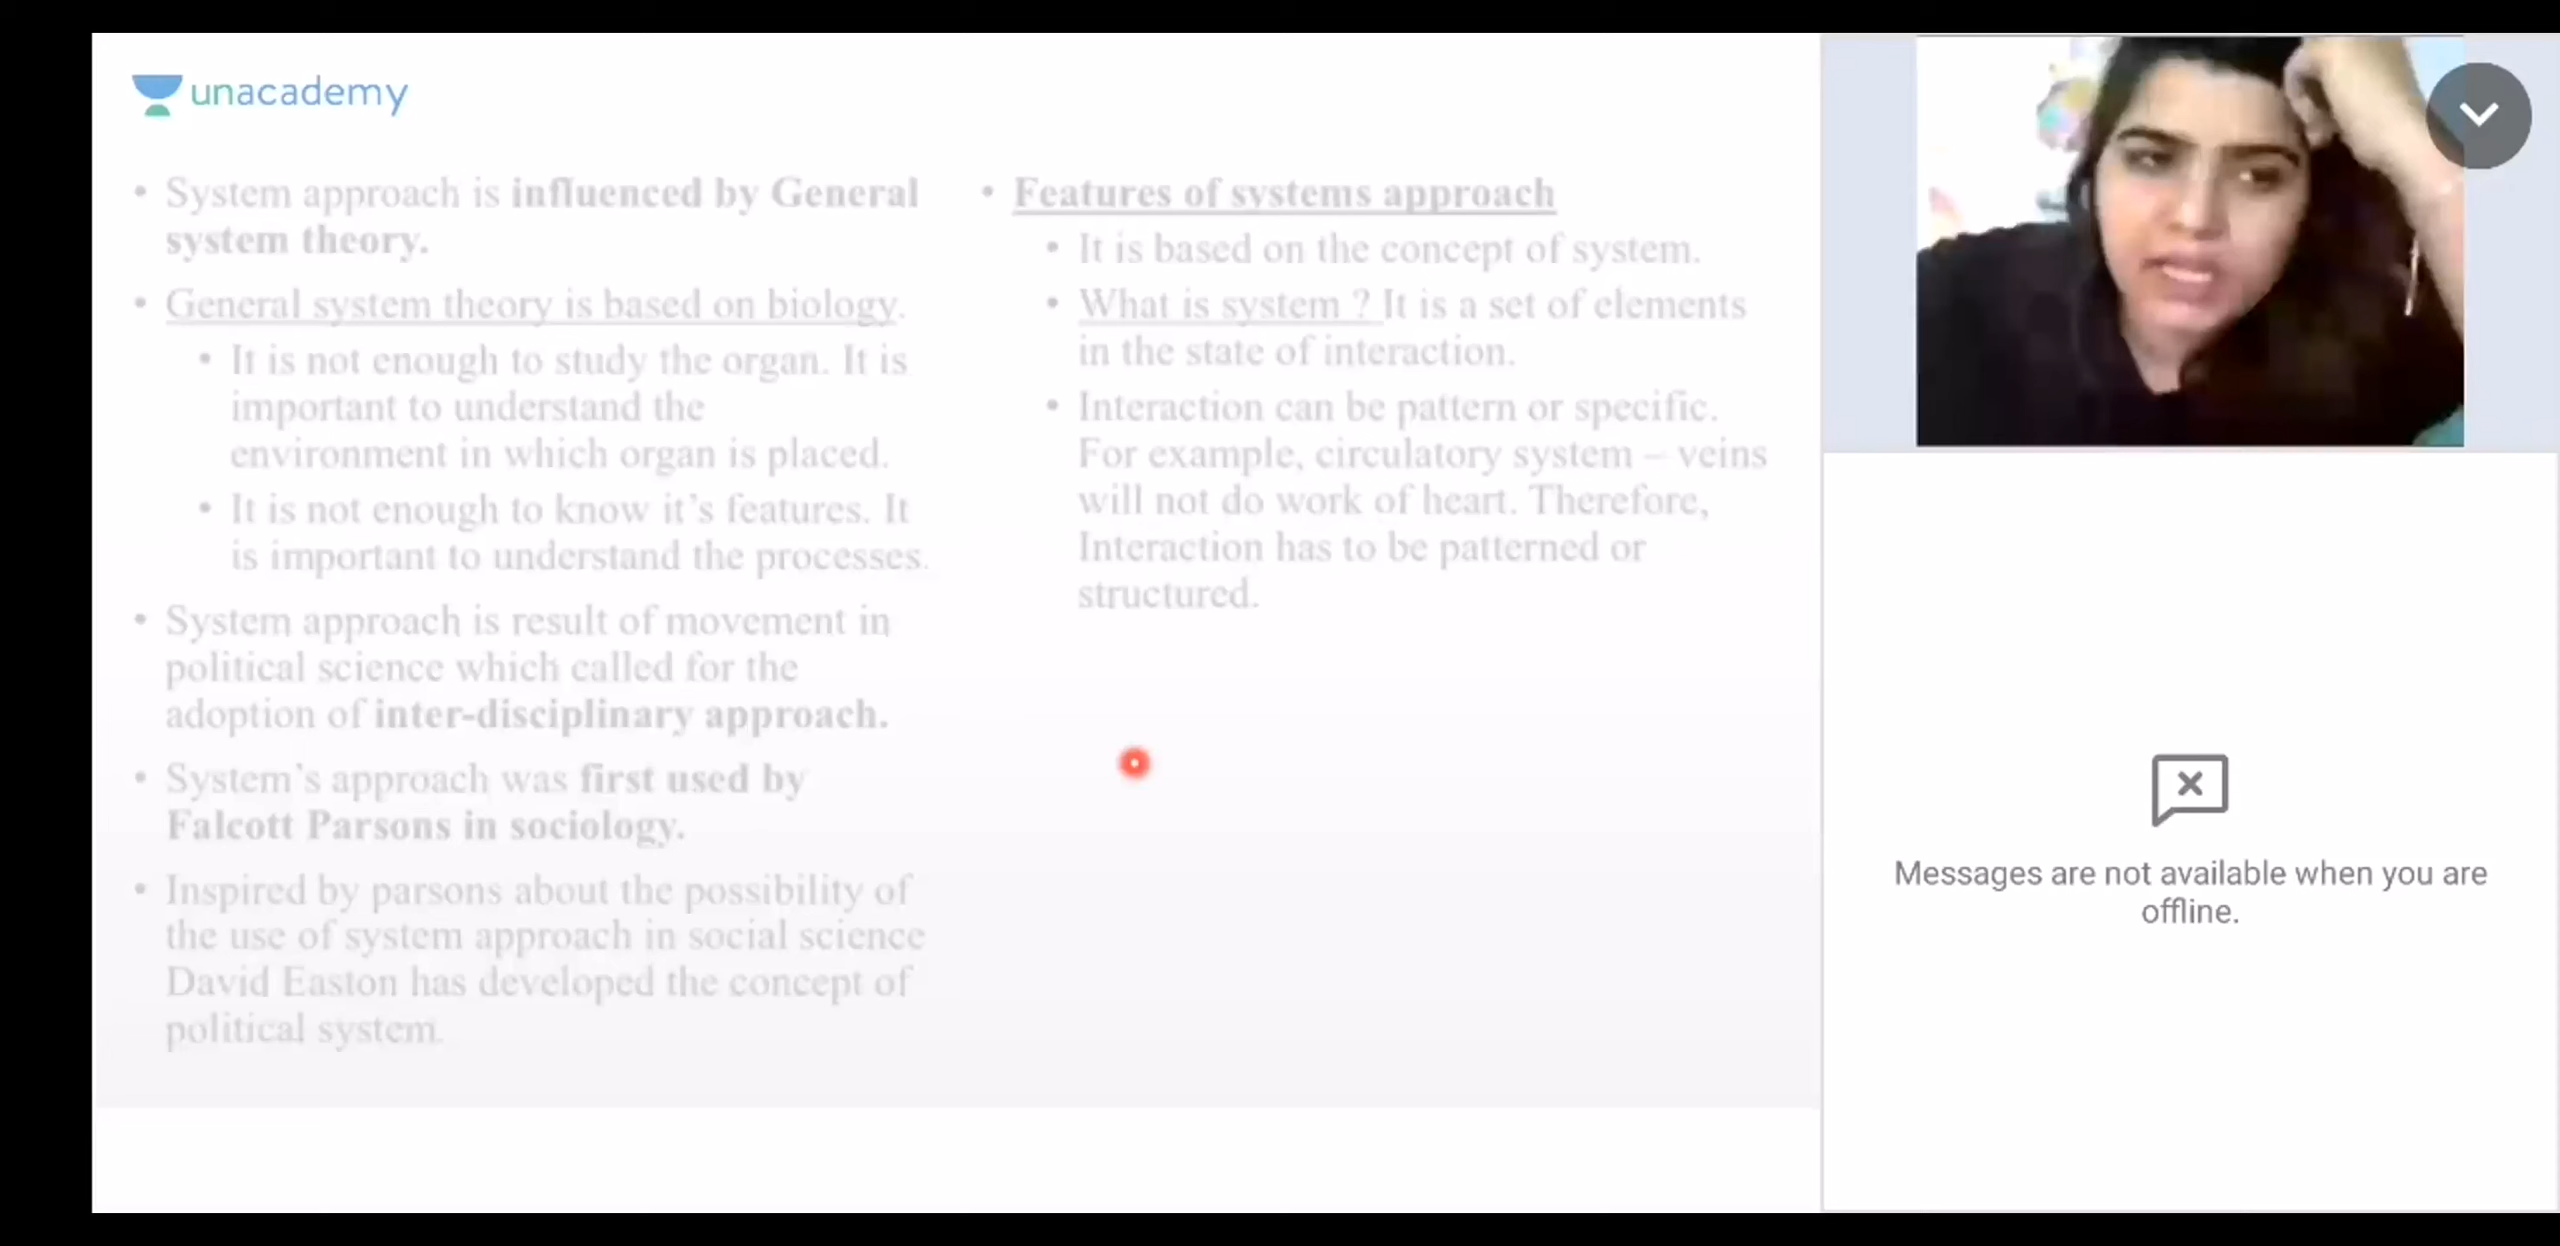 unacademy
• System approach is influenced by General
system theory.
• General system theory is based on biology.
• It is not enough to study the organ. It is
important to understand the
environment in which organ is placed.
• It is not enough to know it's features. It
is important to understand the processes.
• System approach is result of movement in
political science which called for the
adoption of inter-disciplinary approach.
• System's approach was first used by
Falcott Parsons in sociology.
• Inspired by parsons about the possibility of
the use of system approach in social science
David Easton has developed the concept of
political system.
• Features of systems approach
• It is based on the concept of system.
• What is system ? It is a set of elements
in the state of interaction.
• Interaction can be pattern or specific.
For example, circulatory system – veins
will not do work of heart. Therefore,
Interaction has to be patterned or
structured.
Messages are not available when you are
offline.